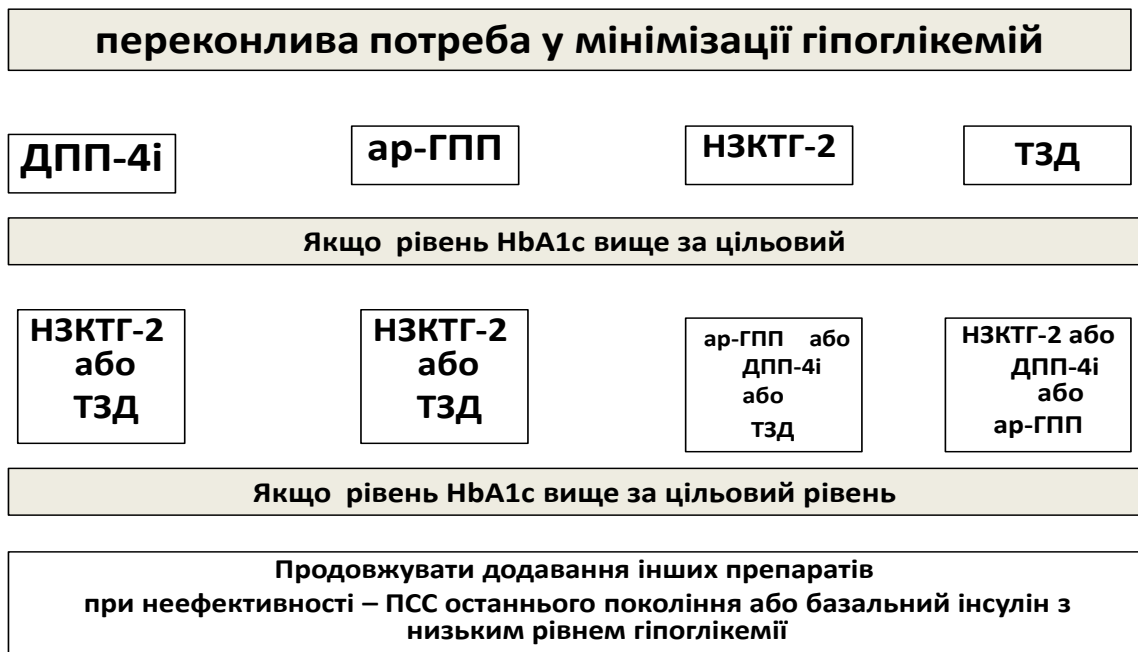 переконлива потреба у мінімізації гіпоглікемій
ДПП-4і
ар-ГПП
НЗКТГ-2
ТЗД
Якщо рівень HbA1c вище за цільовий
НЗКТГ-2
або
ТЗД
НЗКТГ-2
або
ТЗД
ар-ГПП або
ДПП-4і
або
ТЗД
НЗКТГ-2 або
ДПП-4і
або
ар-ГПП
Якщо рівень HbA1c вище за цільовий рівень
Продовжувати додавання інших препаратів
при неефективності – ПСС останнього покоління або базальний інсулін з
низьким рівнем гіпоглікемії